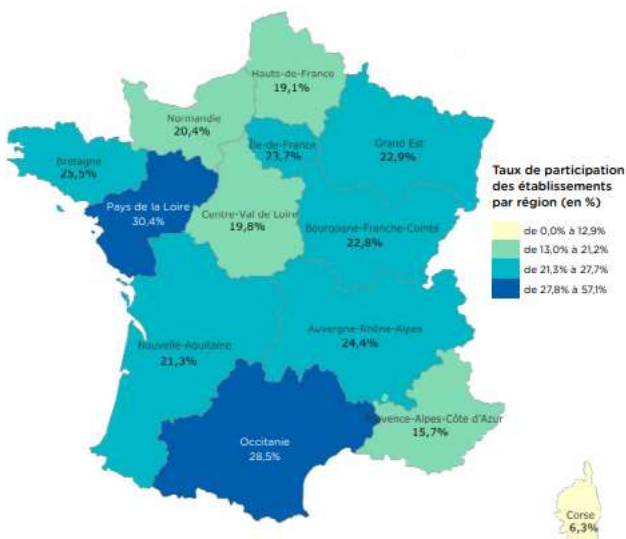 Hauts-de-France
19,1%
Normandie
20,4%
Île-de-France
23,7%
Grand Est
22,9%
Bretagne
25,5%
Pays de la Loire
30,4%
Centre-Val de Loire
19,8%
Bourgogne-Franche-Comté
22,8%
Taux de participation
des établissements
par région (en %)
de 0,0% à 12,9%
de 13,0% à 21,2%
de 21,3% à 27,7%
de 27,8% à 57,1%
Nouvelle-Aquitaine
21,3%
Auvergne-Rhône-Alpes
24,4%
Provence-Alpes-Côte d'Azur
15,7%
Occitanie
28,5%
Corse
6,3%